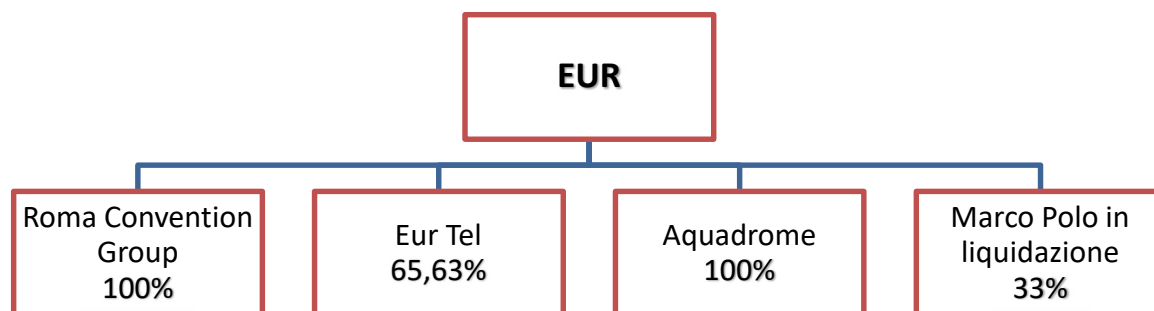 EUR
Roma Convention
Group
100%
Eur Tel
65,63%
Aquadrome
100%
Marco Polo in
liquidazione
33%